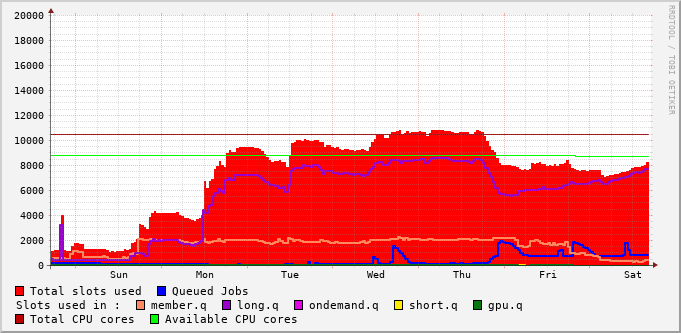 20000
18000
16000
14000
12000
10000
8000
6000
4000
2000
0
Sun Mon Tue Wed Thu Fri Sat
RRDTOOL / TOBI OETIKER
Total slots used Queued Jobs
Slots used in : member.q long.q ondemand.q short.q gpu.q
Total CPU cores Available CPU cores